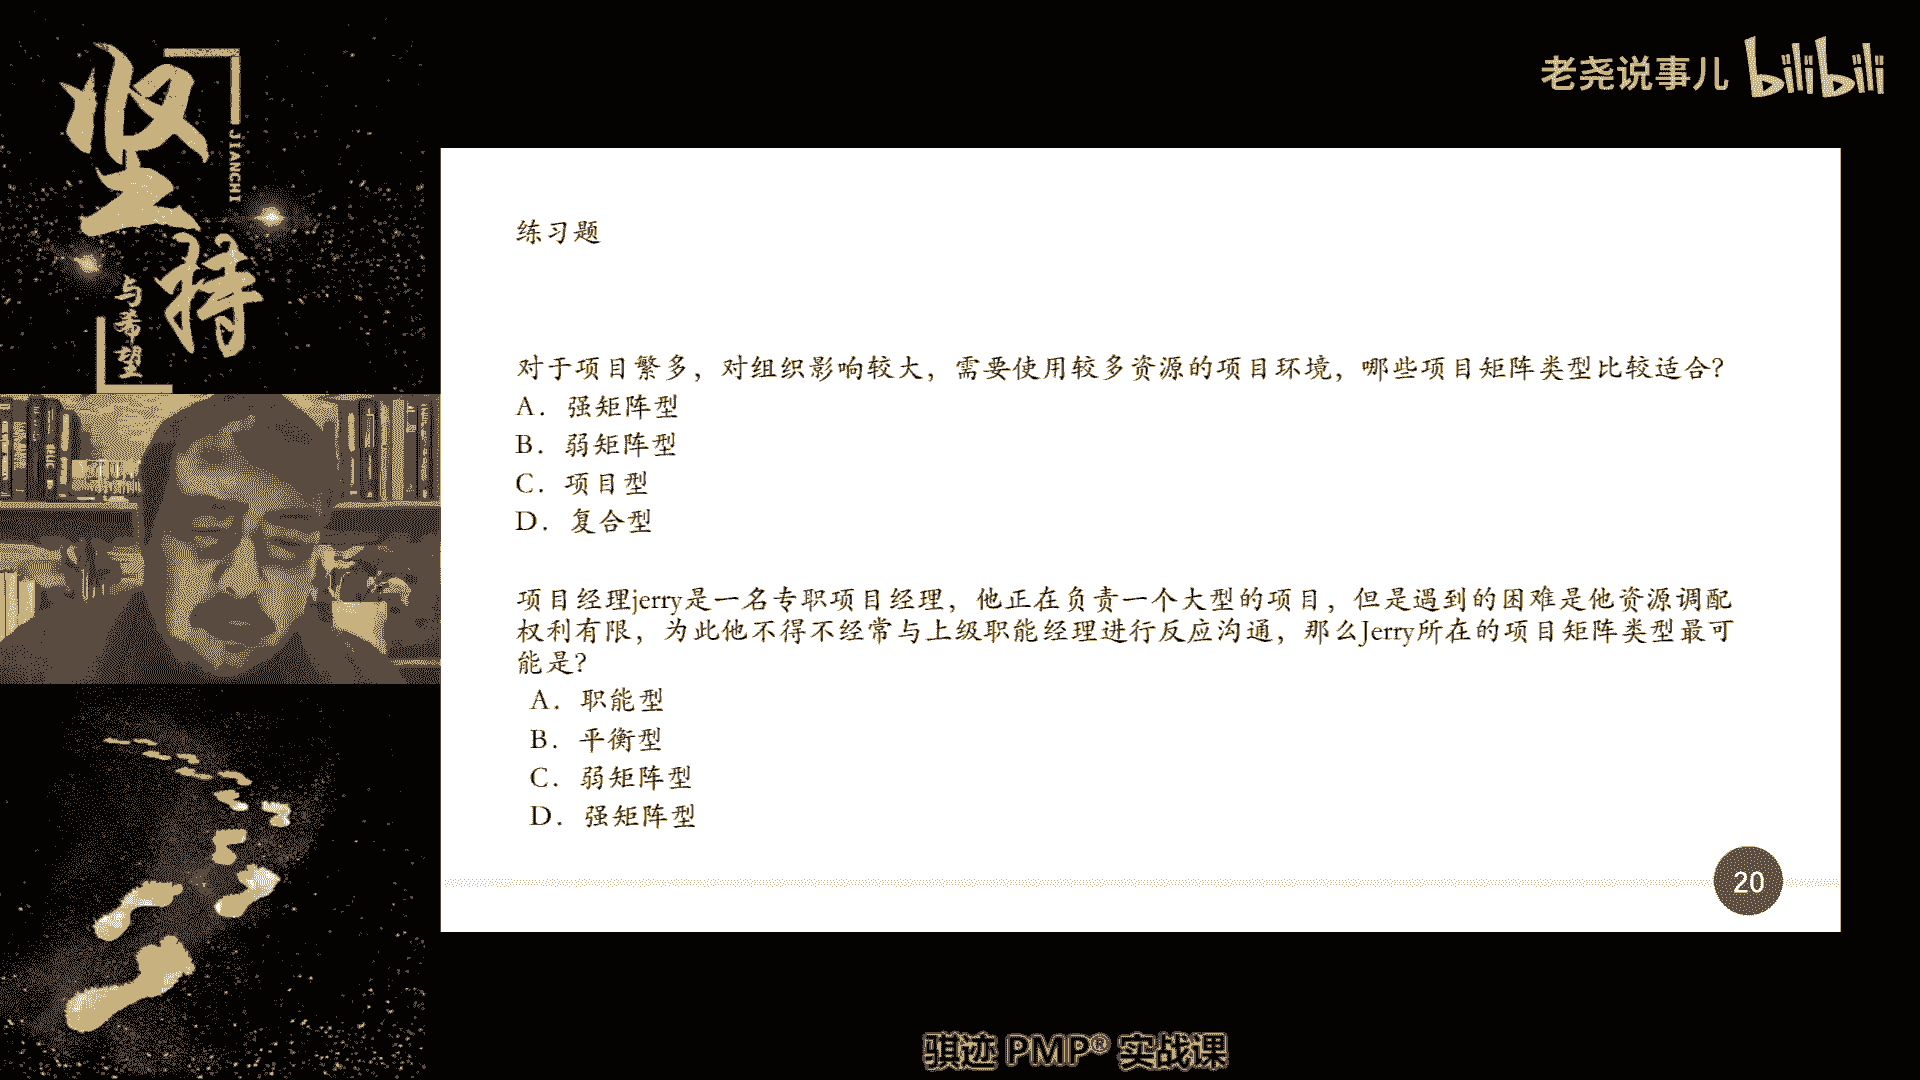 坚持
JIANCHI
与希望
老尧说事儿 bilibili
练习题
对于项目繁多，对组织影响较大，需要使用较多资源的项目环境，哪些项目矩阵类型比较适合？
A．强矩阵型
B．弱矩阵型
C．项目型
D．复合型
项目经理jerry是一名专职项目经理，他正在负责一个大型的项目，但是遇到的困难是他资源调配
权利有限，为此他不得不经常与上级职能经理进行反应沟通，那么Jerry所在的项目矩阵类型最可
能是？
A．职能型
B．平衡型
C．弱矩阵型
D．强矩阵型
20
骐迹 PMP® 实战课